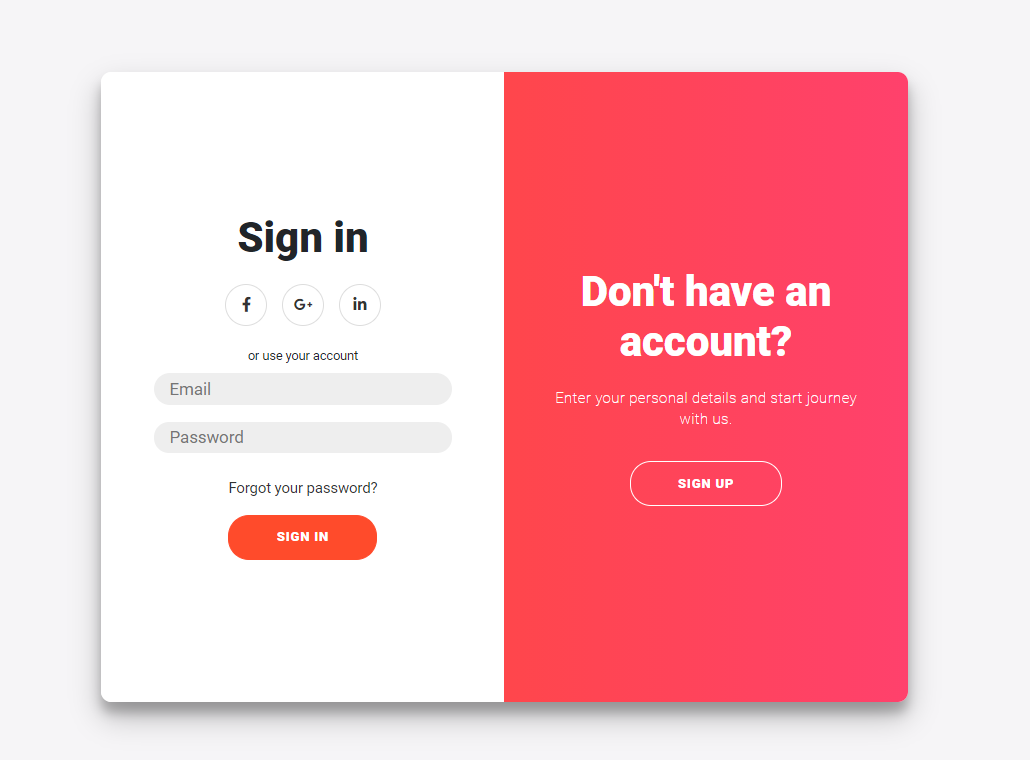 Sign in
f G+ in
or use your account
Email
Password
Forgot your password?
SIGN IN
Don't have an
account?
Enter your personal details and start journey
with us.
SIGN UP